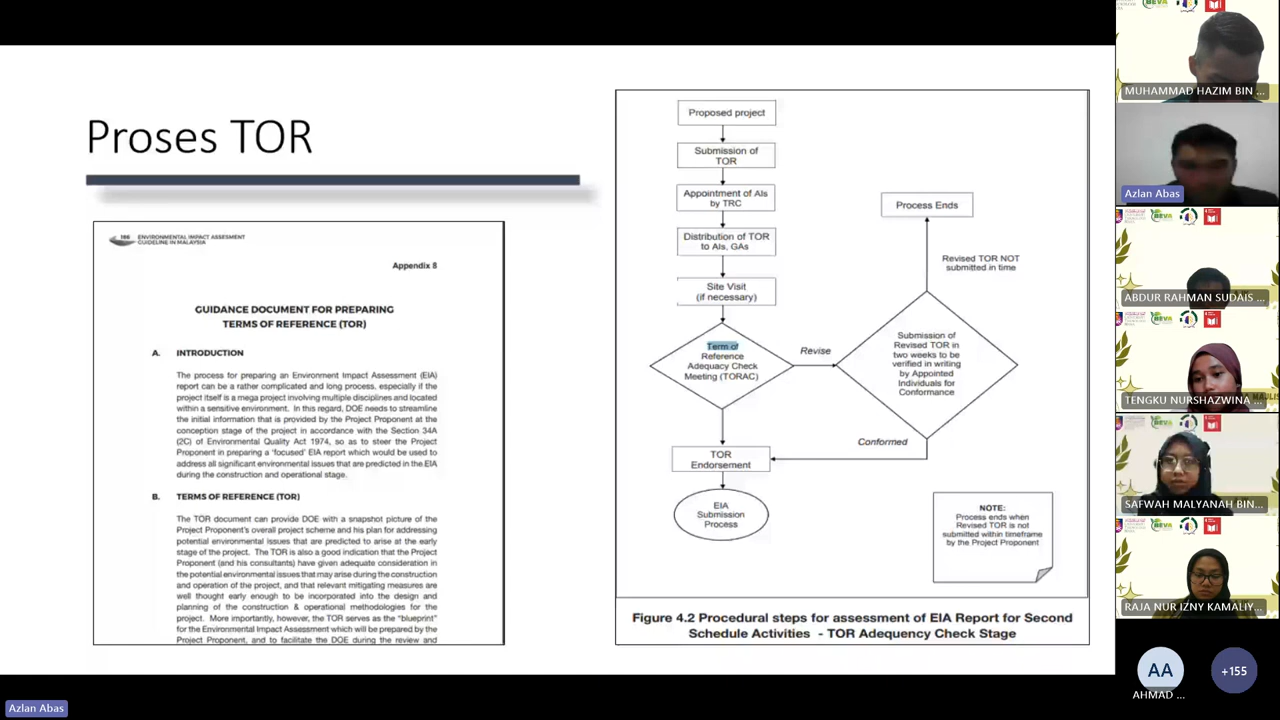 Proses TOR
166 ENVIRONMENTAL IMPACT ASSESMENT
GUIDELINE IN MALAYSIA
Appendix 8
GUIDANCE DOCUMENT FOR PREPARING
TERMS OF REFERENCE (TOR)
A. INTRODUCTION
The process for preparing an Environment Impact Assessment (EIA)
report can be a rather complicated and long process, especially if the
project itself is a mega project involving multiple disciplines and located
within a sensitive environment. In this regard, DOE needs to streamline
the initial information that is provided by the Project Proponent at the
conception stage of the project in accordance with the Section 34A
(2C) of Environmental Quality Act 1974, so as to steer the Project
Proponent in preparing a 'focused' EIA report which would be used to
address all significant environmental issues that are predicted in the EIA
during the construction and operational stage.
B. TERMS OF REFERENCE (TOR)
The TOR document can provide DOE with a snapshot picture of the
Project Proponent's overall project scheme and his plan for addressing
potential environmental issues that are predicted to arise at the early
stage of the project. The TOR is also a good indication that the Project
Proponent (and his consultants) have given adequate consideration in
the potential environmental issues that may arise during the construction
and operation of the project, and that relevant mitigating measures are
well thought early enough to be incorporated into the design and
planning of the construction & operational methodologies for the
project. More importantly, however, the TOR serves as the "blueprint"
for the Environmental Impact Assessment which will be prepared by the
Project Proponent, and to facilitate the DOE during the review and
Proposed project
Submission of
TOR
Appointment of AIs
by TRC
Distribution of TOR
to AIs, GAs
Site Visit
(if necessary)
Term of
Reference
Adequacy Check
Meeting (TORAC)
Revise
Submission of
Revised TOR in
two weeks to be
verified in writing
by Appointed
Individuals for
Conformance
Revised TOR NOT
submitted in time
Process Ends
Conformed
TOR
Endorsement
EIA
Submission
Process
NOTE:
Process ends when
Revised TOR is not
submitted within timeframe
by the Project Proponent
Figure 4.2 Procedural steps for assessment of EIA Report for Second
Schedule Activities - TOR Adequency Check Stage
MUHAMMAD HAZIM BIN ...
Azlan Abas
ABDUR RAHMAN SUDAIS ...
TENGKU NURSHAZWINA ...
SAFWAH MALYANAH BIN...
RAJA NUR IZNY KAMALIY...
AA
AHMAD ...
+155
Azlan Abas